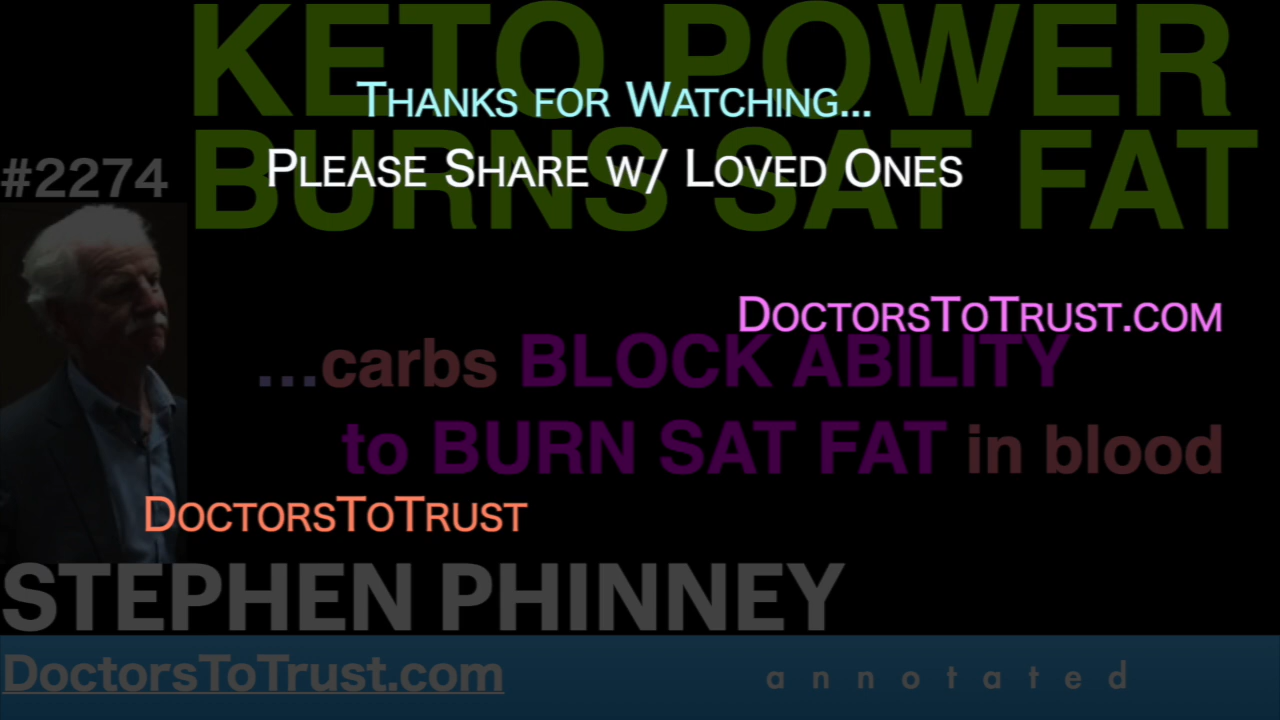 KETO POWER
THANKS FOR WATCHING...
BURNS SAT FAT
PLEASE SHARE W/ LOVED ONES
#2274
DOCTORSTOTRUST.COM
...carbs BLOCK ABILITY
to BURN SAT FAT in blood
DOCTORSTOTRUST
STEPHEN PHINNEY
DoctorsToTrust.com
annotated